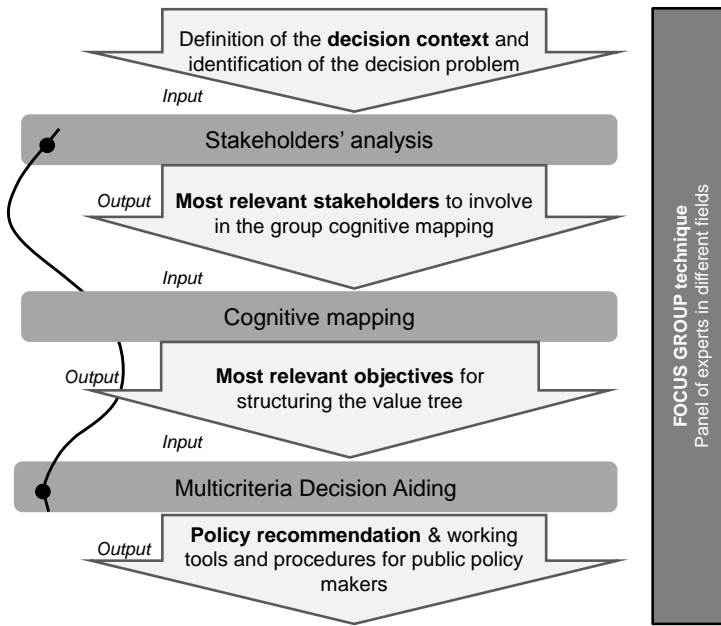 Definition of the decision context and
identification of the decision problem
Input
Stakeholders’ analysis
Output
Most relevant stakeholders to involve
in the group cognitive mapping
Input
Cognitive mapping
Output
Most relevant objectives for
structuring the value tree
Input
Multicriteria Decision Aiding
Output
Policy recommendation & working
tools and procedures for public policy
makers
FOCUS GROUP technique
Panel of experts in different fields